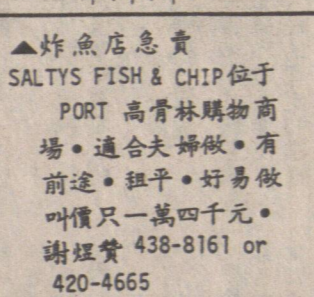 ▲炸魚店急賣
SALTYS FISH & CHIP位于
PORT 高骨林購物商
場•適合夫婦做•有
前途•租平•好易做
叫價只一萬四千元•
謝煜贊 438-8161 or
420-4665